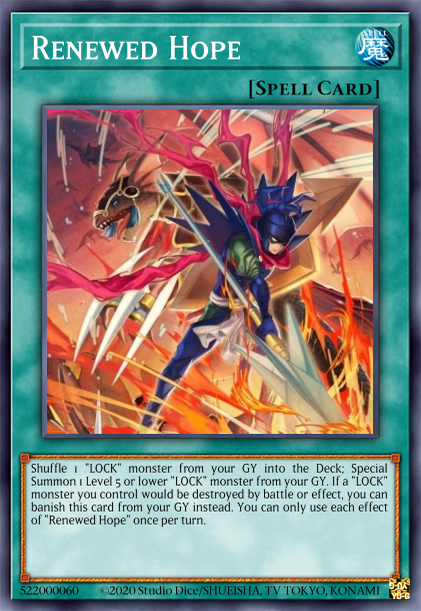 Renewed Hope
SPELL
魔
[Spell Card]
Shuffle 1 "LOCK" monster from your GY into the Deck; Special
Summon 1 Level 5 or lower "LOCK" monster from your GY. If a "LOCK"
monster you control would be destroyed by battle or effect, you can
banish this card from your GY instead. You can only use each effect
of "Renewed Hope" once per turn.
522000060 ©2020 Studio Dice/SHUEISHA, TV TOKYO, KONAMI